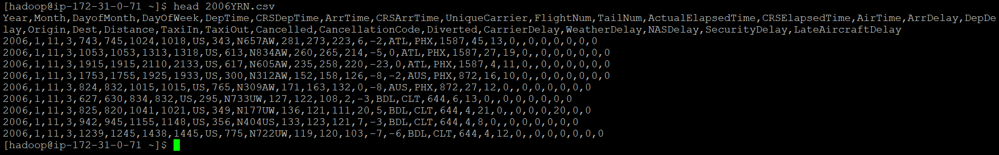 [hadoop@ip-172-31-0-71 ~]$ head 2006YRN.csv
Year,Month,DayofMonth,DayOfWeek,DepTime,CRSDepTime,ArrTime,CRSArrTime,UniqueCarrier,FlightNum,TailNum,ActualElapsedTime,CRSElapsedTime,AirTime,ArrDelay,DepDe
lay,Origin,Dest,Distance,TaxiIn,TaxiOut,Cancelled,CancellationCode,Diverted,CarrierDelay,WeatherDelay,NASDelay,SecurityDelay,LateAircraftDelay
2006,1,11,3,743,745,1024,1018,US,343,N657AW,281,273,223,6,-2,ATL,PHX,1587,45,13,0,,0,0,0,0,0,0
2006,1,11,3,1053,1053,1313,1318,US,613,N834AW,260,265,214,-5,0,ATL,PHX,1587,27,19,0,,0,0,0,0,0,0
2006,1,11,3,1915,1915,2110,2133,US,617,N605AW,235,258,220,-23,0,ATL,PHX,1587,4,11,0,,0,0,0,0,0,0
2006,1,11,3,1753,1755,1925,1933,US,300,N312AW,152,158,126,-8,-2,AUS,PHX,872,16,10,0,,0,0,0,0,0,0
2006,1,11,3,824,832,1015,1015,US,765,N309AW,171,163,132,0,-8,AUS,PHX,872,27,12,0,,0,0,0,0,0,0
2006,1,11,3,627,630,834,832,US,295,N733UW,127,122,108,2,-3,BDL,CLT,644,6,13,0,,0,0,0,0,0,0
2006,1,11,3,825,820,1041,1021,US,349,N177UW,136,121,111,20,5,BDL,CLT,644,4,21,0,,0,0,0,20,0,0
2006,1,11,3,942,945,1155,1148,US,356,N404US,133,123,121,7,-3,BDL,CLT,644,4,8,0,,0,0,0,0,0,0
2006,1,11,3,1239,1245,1438,1445,US,775,N722UW,119,120,103,-7,-6,BDL,CLT,644,4,12,0,,0,0,0,0,0,0
[hadoop@ip-172-31-0-71 ~]$